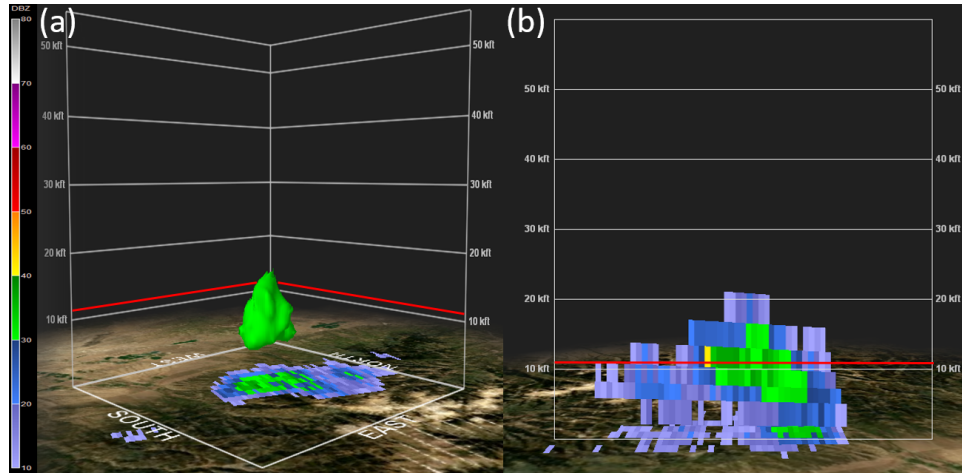 DBZ
(a)
(b)
80
70
60
50
40
30
20
10
50 kft
40 kft
30 kft
20 kft
10 kft
50 kft
40 kft
30 kft
20 kft
10 kft
WEST
NORTH
SOUTH
EAST
50 kft
40 kft
30 kft
20 kft
10 kft
50 kft
40 kft
30 kft
20 kft
10 kft